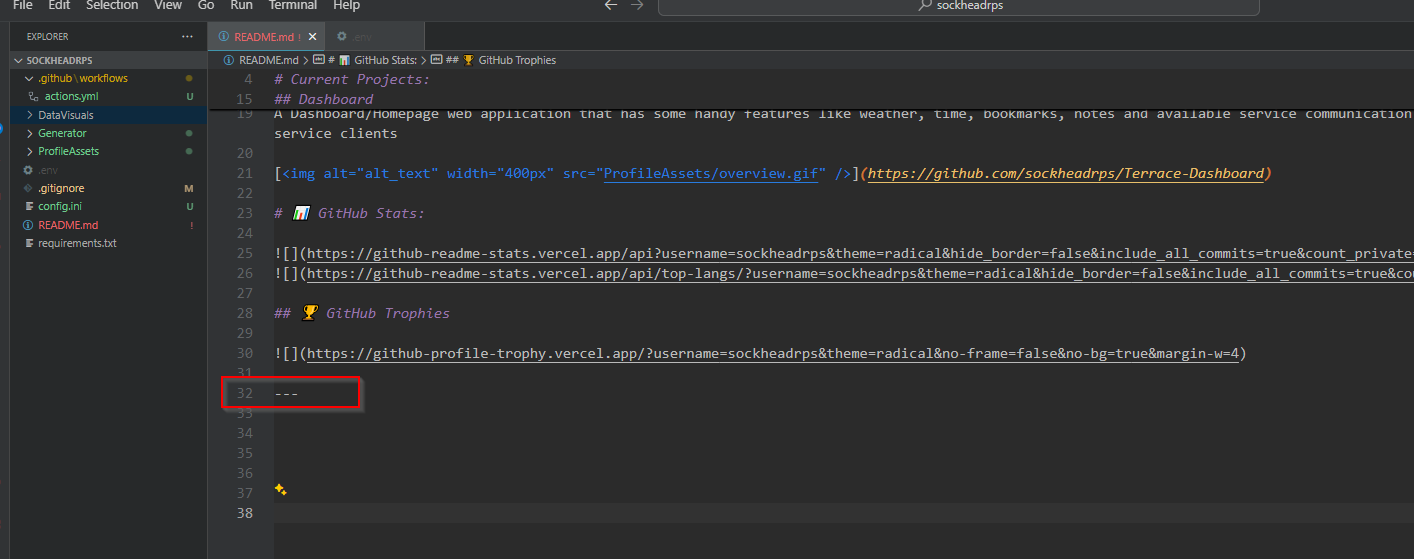 File Edit Selection View Go Run Terminal Help ← → sockheadrps
EXPLORER ···
README.md ! ×
.env
SOCKHEADRPS
.github\workflows
actions.yml U
DataVisuals
Generator
ProfileAssets
.env
.gitignore M
config.ini U
README.md !
requirements.txt
README.md > # 📊 GitHub Stats: > ## 🏆 GitHub Trophies
4 # Current Projects:
15 ## Dashboard
19 A Dashboard/Homepage web application that has some handy features like weather, time, bookmarks, notes and available service communication
service clients
20
21 [<img alt="alt_text" width="400px" src="ProfileAssets/overview.gif" />](https://github.com/sockheadrps/Terrace-Dashboard)
22
23 # 📊 GitHub Stats:
24
25 ![](https://github-readme-stats.vercel.app/api?username=sockheadrps&theme=radical&hide_border=false&include_all_commits=true&count_private=
26 ![](https://github-readme-stats.vercel.app/api/top-langs/?username=sockheadrps&theme=radical&hide_border=false&include_all_commits=true&cou
27
28 ## 🏆 GitHub Trophies
29
30 ![](https://github-profile-trophy.vercel.app/?username=sockheadrps&theme=radical&no-frame=false&no-bg=true&margin-w=4)
31
32 ---
33
34
35
36
37
38